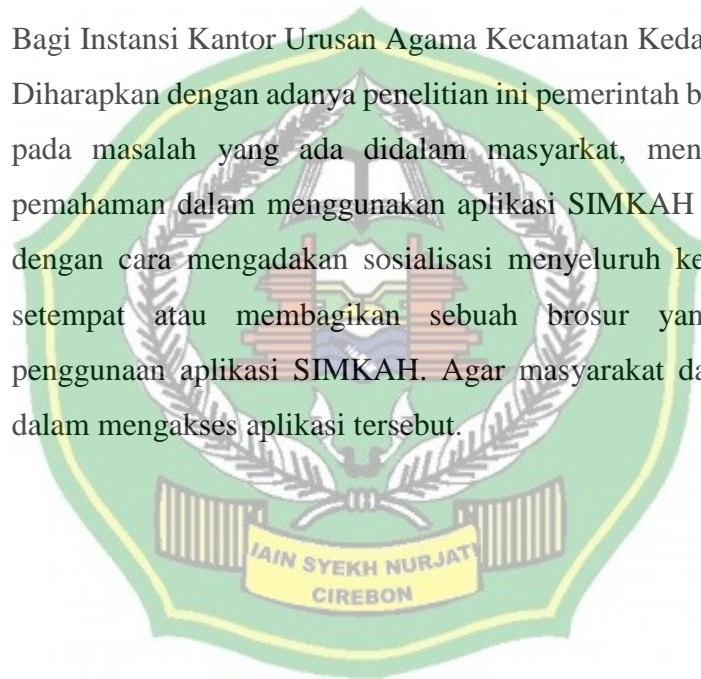 Bagi Instansi Kantor Urusan Agama Kecamatan Keda
Diharapkan dengan adanya penelitian ini pemerintah b
pada masalah yang ada didalam masyarkat, men
pemahaman dalam menggunakan aplikasi SIMKAH
dengan cara mengadakan sosialisasi menyeluruh ke
setempat atau membagikan sebuah brosur yan
penggunaan aplikasi SIMKAH. Agar masyarakat da
dalam mengakses aplikasi tersebut.
IAIN SYEKH NURJATI
CIREBON